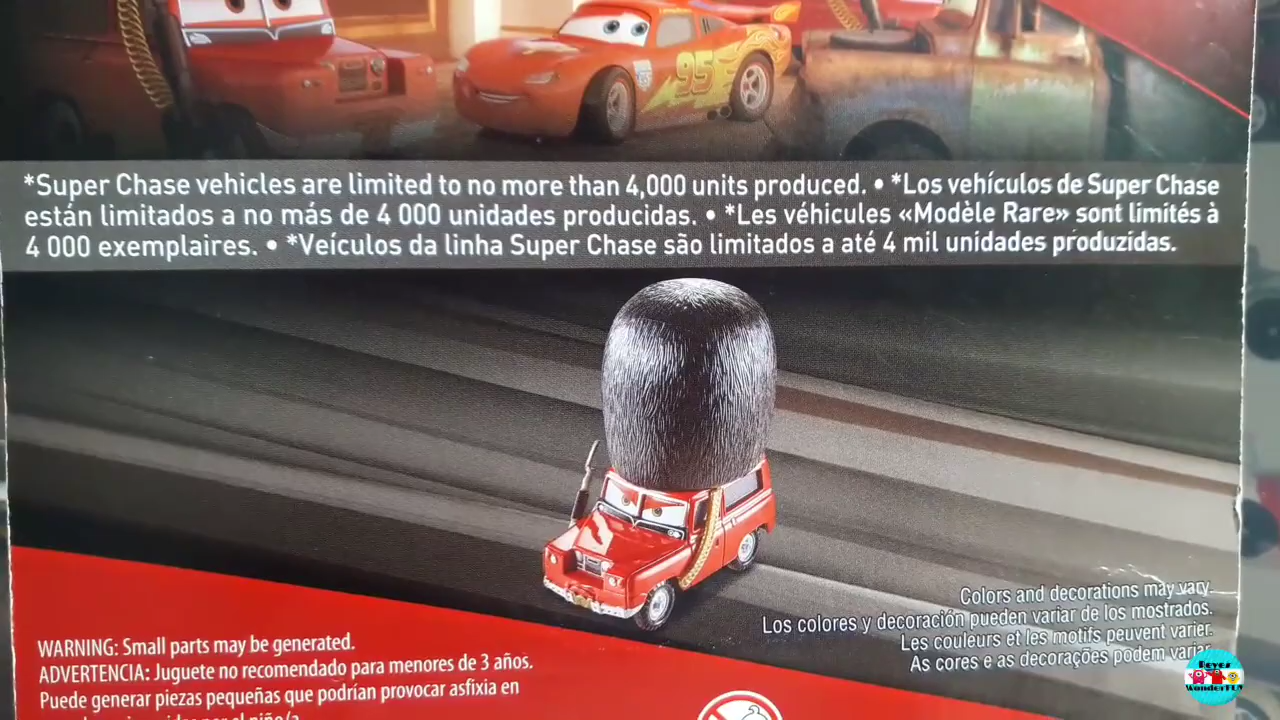 95
*Super Chase vehicles are limited to no more than 4,000 units produced. • *Los vehículos de Super Chase
están limitados a no más de 4 000 unidades producidas. • *Les véhicules «Modèle Rare» sont limités à
4 000 exemplaires. • *Veículos da linha Super Chase são limitados a até 4 mil unidades produzidas.
Colors and decorations may vary.
Los colores y decoración pueden variar de los mostrados.
Les couleurs et les motifs peuvent varier.
As cores e as decorações podem variar.
WARNING: Small parts may be generated.
ADVERTENCIA: Juguete no recomendado para menores de 3 años.
Puede generar piezas pequeñas que podrían provocar asfixia en
Reyes
WonderFUN